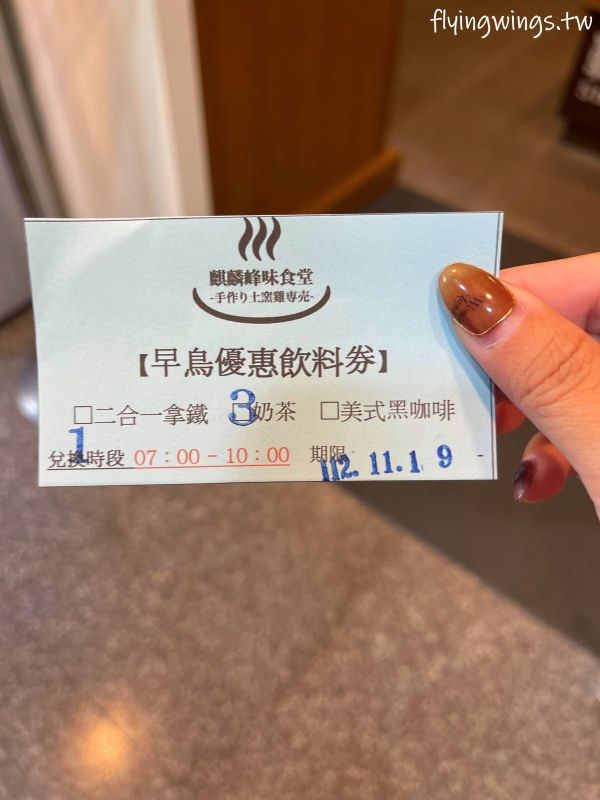 flyingwings.tw
麒麟峰味食堂
-手作り土窯雞専売-
【早鳥優惠飲料券】
□二合一拿鐵 □奶茶 □美式黑咖啡
3
1
兌換時段 07:00-10:00 期限 112.11.19 -